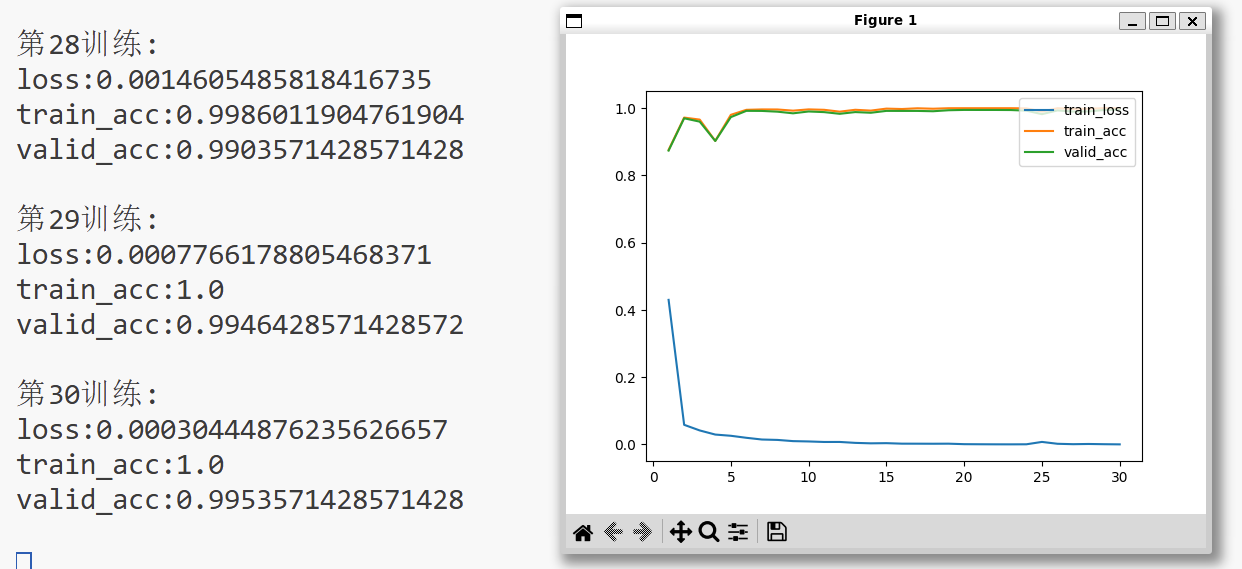 第28训练:
loss:0.0014605485818416735
train_acc:0.9986011904761904
valid_acc:0.9903571428571428
第29训练:
loss:0.0007766178805468371
train_acc:1.0
valid_acc:0.9946428571428572
第30训练:
loss:0.00030444876235626657
train_acc:1.0
valid_acc:0.9953571428571428
Figure 1
1.0
0.8
0.6
0.4
0.2
0.0
0 5 10 15 20 25 30
train_loss
train_acc
valid_acc